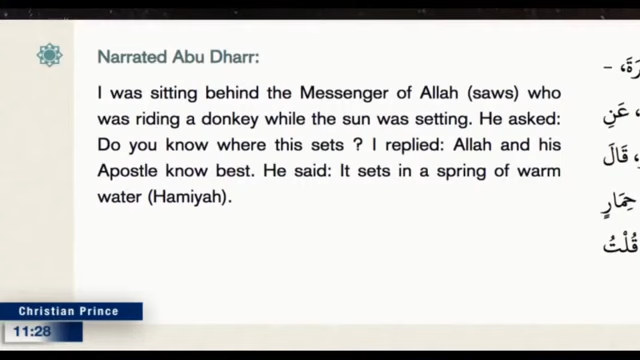 Narrated Abu Dharr:
I was sitting behind the Messenger of Allah (saws) who
was riding a donkey while the sun was setting. He asked:
Do you know where this sets ? I replied: Allah and his
Apostle know best. He said: It sets in a spring of warm
water (Hamiyah).
عَنِ
قَالَ
حِمَارٍ
قُلْتُ
Christian Prince
11:28